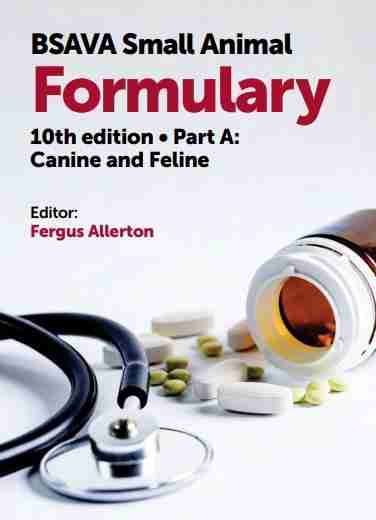 BSAVA Small Animal
Formulary
10th edition • Part A:
Canine and Feline
Editor:
Fergus Allerton